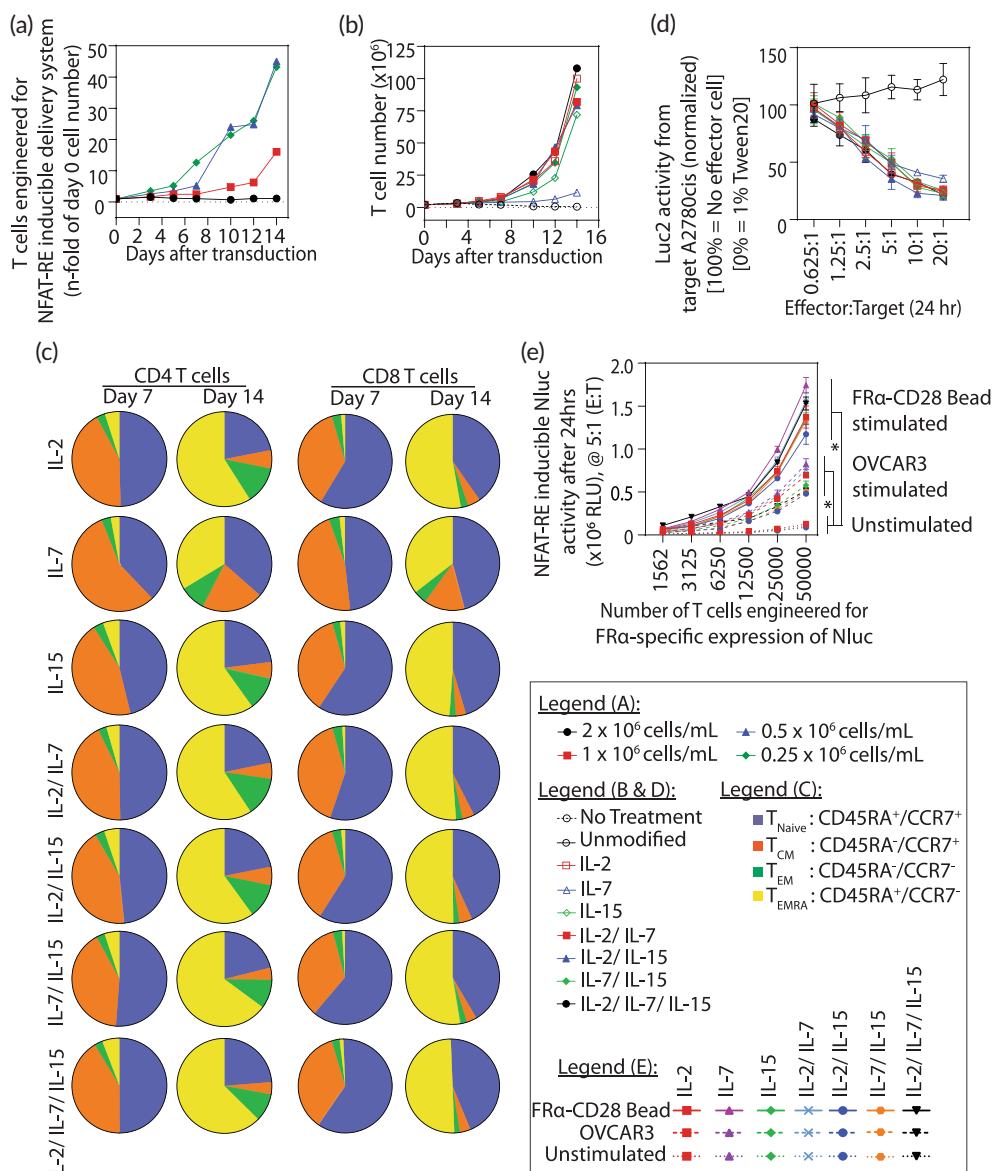 (a)
T cells engineered for
NFAT-RE inducible delivery system
(n-fold of day 0 cell number)
50
40
30
20
10
0
0 2 4 6 8 10 12 14
Days after transduction
(b)
T cell number (x10⁶)
125
100
75
50
25
0
0 4 8 12 16
Days after transduction
(d)
Luc2 activity from
target A2780cis (normalized)
[100% = No effector cell]
[0% = 1% Tween20]
150
100
50
0
0.625:1
1.25:1
2.5:1
5:1
10:1
20:1
Effector:Target (24 hr)
(c)
CD4 T cells
Day 7 Day 14
CD8 T cells
Day 7 Day 14
IL-2
IL-7
IL-15
IL-2/ IL-7
IL-2/ IL-15
IL-7/ IL-15
IL-2/ IL-7/ IL-15
(e)
NFAT-RE inducible Nluc
activity after 24hrs
(x10⁶ RLU), @ 5:1 (E:T)
2.0
1.5
1.0
0.5
0
1562
3125
6250
12500
25000
50000
Number of T cells engineered for
FRα-specific expression of Nluc
FRα-CD28 Bead
stimulated
*
OVCAR3
stimulated
*
Unstimulated
Legend (A):
2 x 10⁶ cells/mL 0.5 x 10⁶ cells/mL
1 x 10⁶ cells/mL 0.25 x 10⁶ cells/mL
Legend (B & D):
No Treatment
Unmodified
IL-2
IL-7
IL-15
IL-2/ IL-7
IL-2/ IL-15
IL-7/ IL-15
IL-2/ IL-7/ IL-15
Legend (C):
TNaive : CD45RA⁺/CCR7⁺
TCM : CD45RA⁻/CCR7⁺
TEM : CD45RA⁻/CCR7⁻
TEMRA : CD45RA⁺/CCR7⁻
Legend (E):
IL-2
IL-7
IL-15
IL-2/ IL-7
IL-2/ IL-15
IL-7/ IL-15
IL-2/ IL-7/ IL-15
FRα-CD28 Bead
OVCAR3
Unstimulated